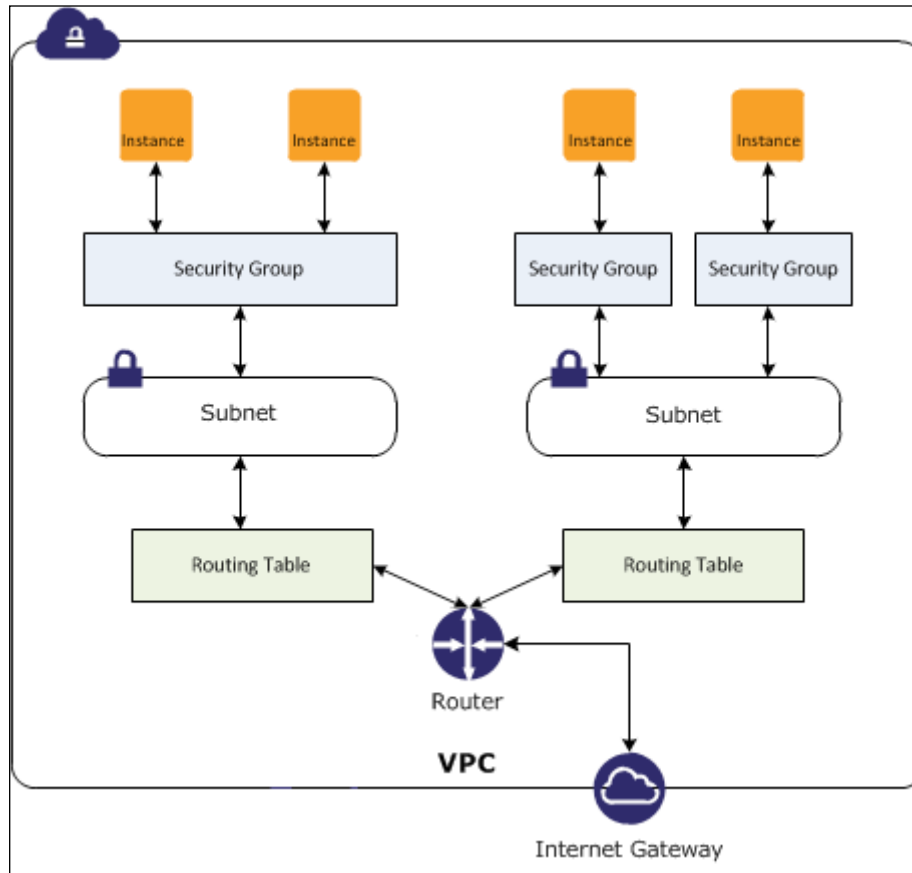 Instance
Instance
Instance
Instance
Security Group
Security Group
Security Group
Subnet
Subnet
Routing Table
Routing Table
Router
VPC
Internet Gateway